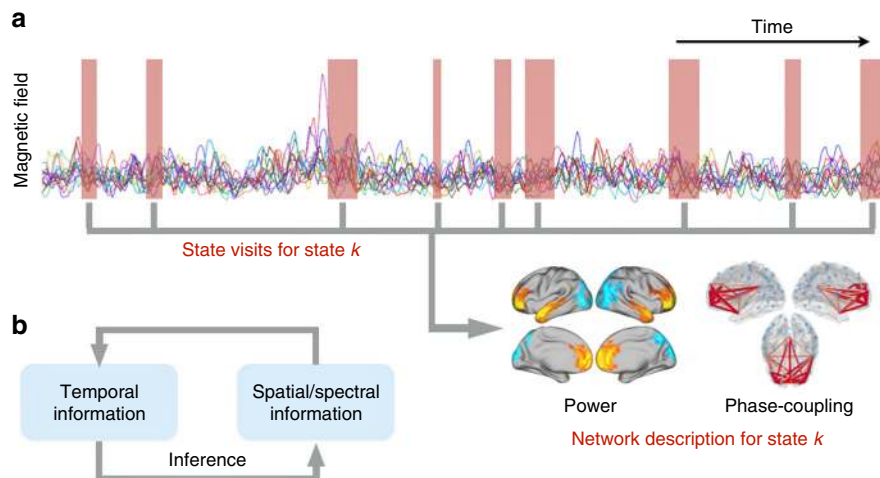 a
Time
Magnetic field
State visits for state k
b
Temporal
information
Spatial/spectral
information
Inference
Power
Phase-coupling
Network description for state k